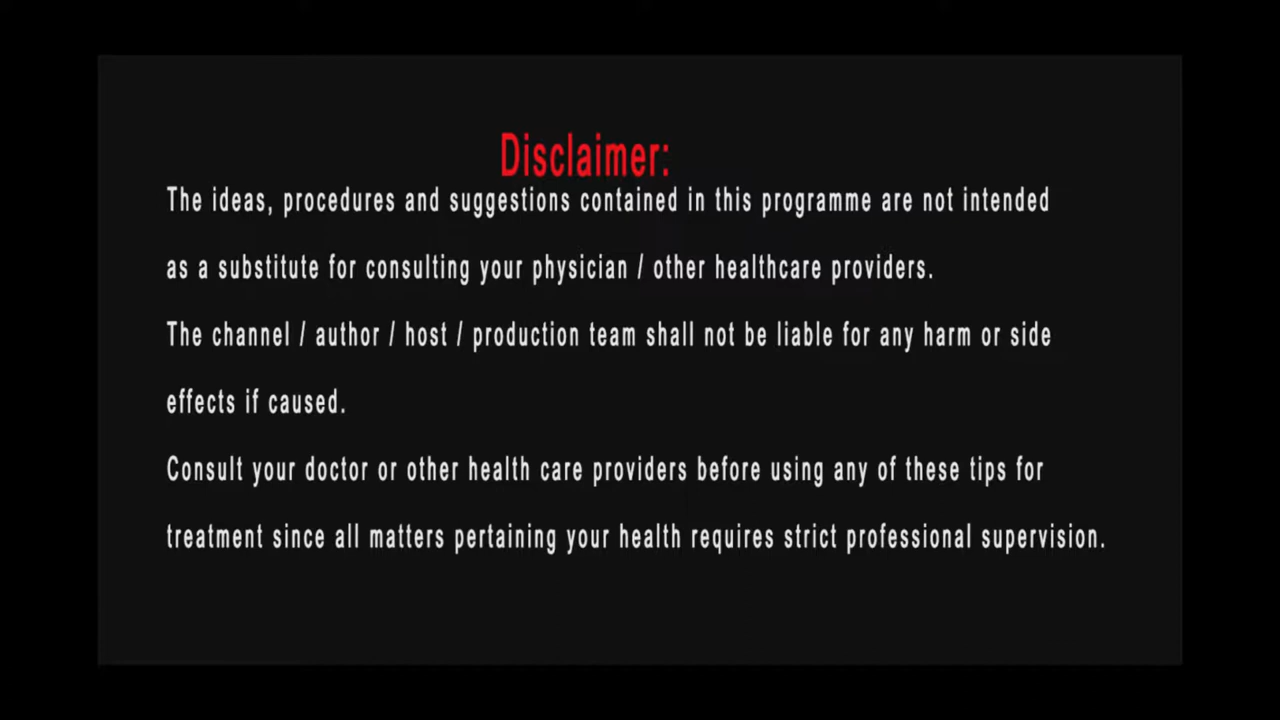 Disclaimer:
The ideas, procedures and suggestions contained in this programme are not intended
as a substitute for consulting your physician / other healthcare providers.
The channel / author / host / production team shall not be liable for any harm or side
effects if caused.
Consult your doctor or other health care providers before using any of these tips for
treatment since all matters pertaining your health requires strict professional supervision.